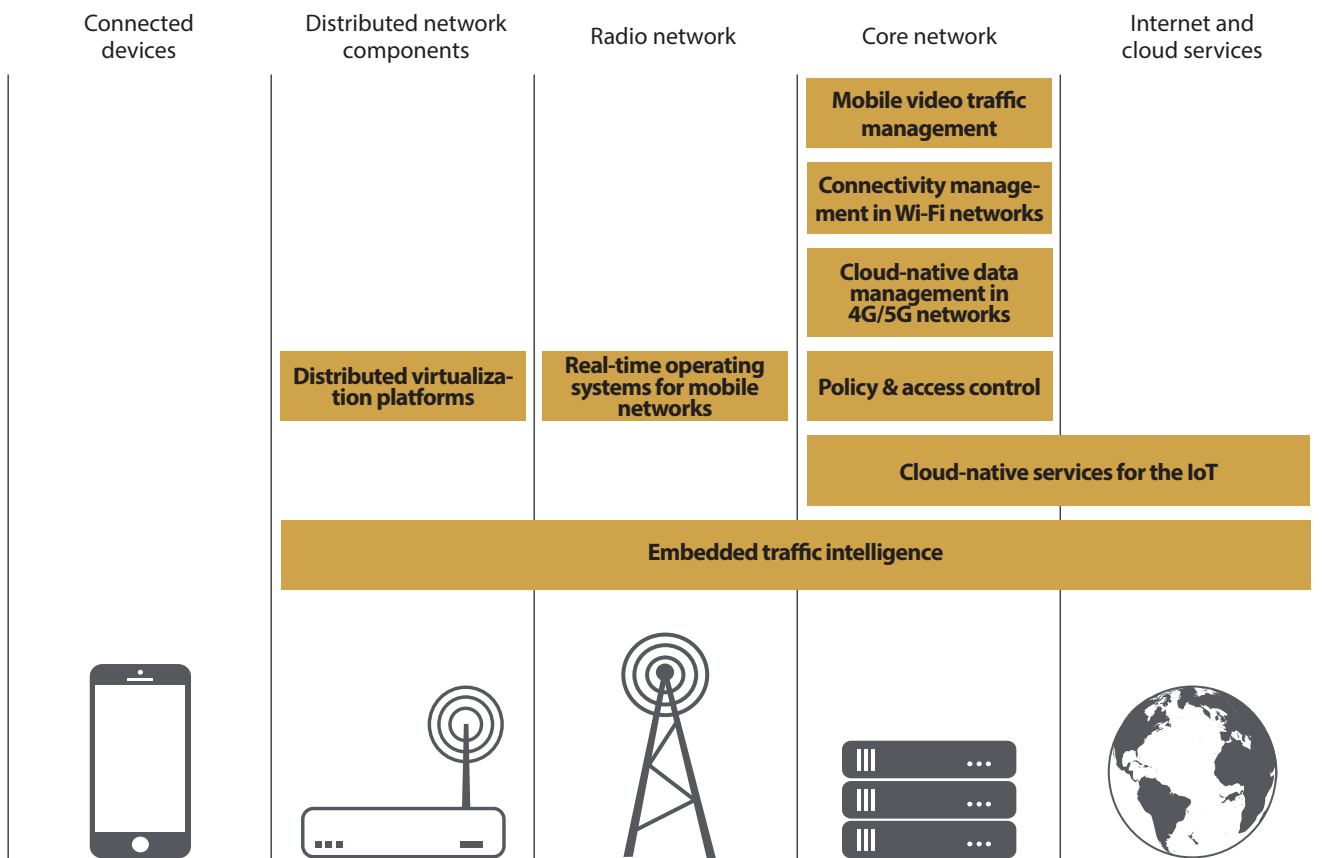 Connected
devices
Distributed network
components
Radio network
Core network
Internet and
cloud services
Mobile video traffic
management
Connectivity manage-
ment in Wi-Fi networks
Cloud-native data
management in
4G/5G networks
Distributed virtualiza-
tion platforms
Real-time operating
systems for mobile
networks
Policy & access control
Cloud-native services for the IoT
Embedded traffic intelligence